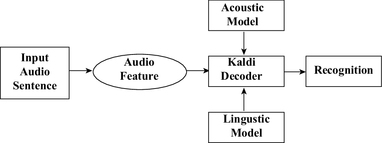 Acoustic
Model
Input
Audio
Sentence
Audio
Feature
Kaldi
Decoder
Recognition
Lingustic
Model